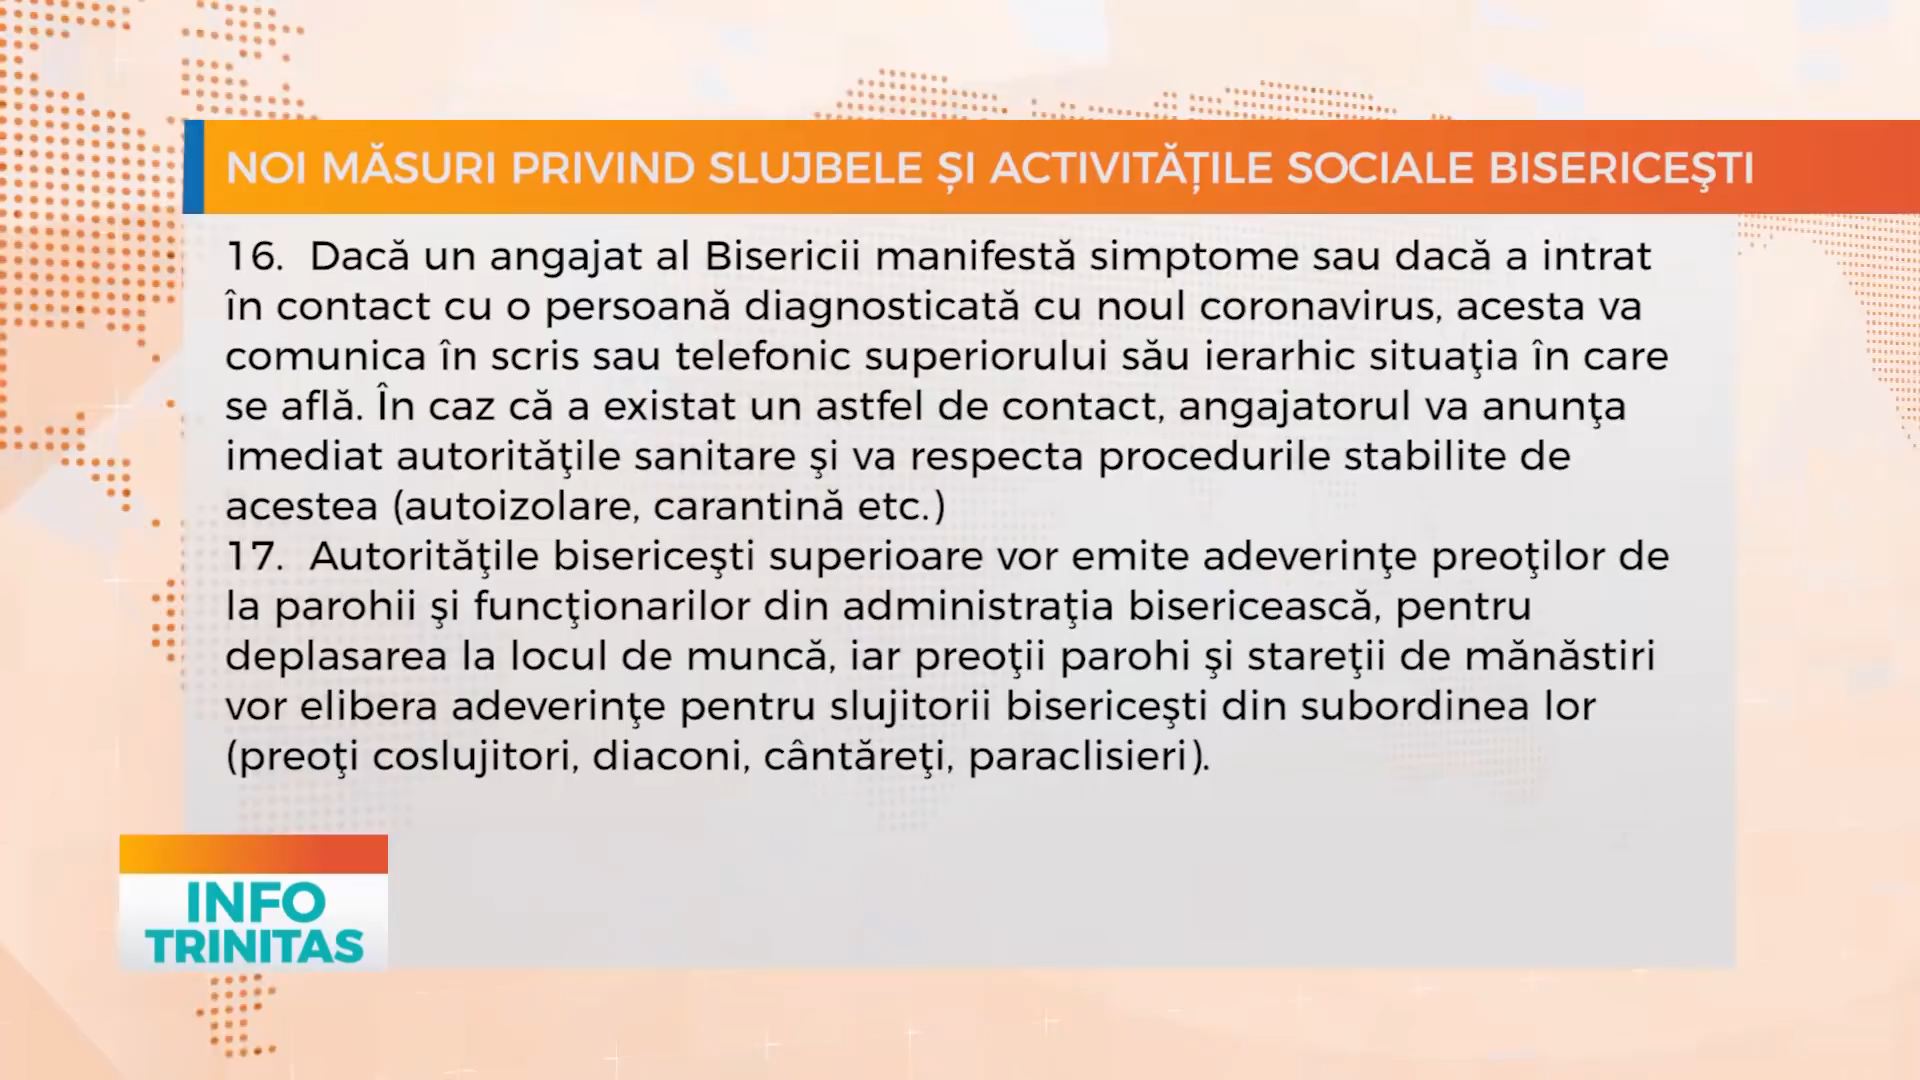 NOI MĂSURI PRIVIND SLUJBELE ȘI ACTIVITĂȚILE SOCIALE BISERICEŞTI
16. Dacă un angajat al Bisericii manifestă simptome sau dacă a intrat
în contact cu o persoană diagnosticată cu noul coronavirus, acesta va
comunica în scris sau telefonic superiorului său ierarhic situaţia în care
se află. În caz că a existat un astfel de contact, angajatorul va anunţa
imediat autorităţile sanitare şi va respecta procedurile stabilite de
acestea (autoizolare, carantină etc.)
17. Autorităţile bisericeşti superioare vor emite adeverinţe preoţilor de
la parohii şi funcţionarilor din administraţia bisericească, pentru
deplasarea la locul de muncă, iar preoţii parohi şi stareţii de mănăstiri
vor elibera adeverinţe pentru slujitorii bisericeşti din subordinea lor
(preoţi coslujitori, diaconi, cântăreţi, paraclisieri).
INFO
TRINITAS